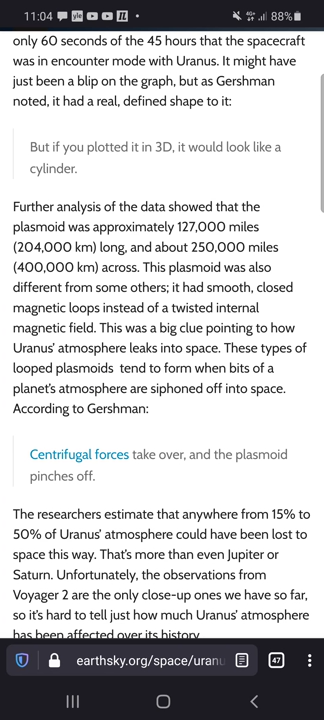 11:04
yle
88%
only 60 seconds of the 45 hours that the spacecraft
was in encounter mode with Uranus. It might have
just been a blip on the graph, but as Gershman
noted, it had a real, defined shape to it:
But if you plotted it in 3D, it would look like a
cylinder.
Further analysis of the data showed that the
plasmoid was approximately 127,000 miles
(204,000 km) long, and about 250,000 miles
(400,000 km) across. This plasmoid was also
different from some others; it had smooth, closed
magnetic loops instead of a twisted internal
magnetic field. This was a big clue pointing to how
Uranus’ atmosphere leaks into space. These types of
looped plasmoids tend to form when bits of a
planet’s atmosphere are siphoned off into space.
According to Gershman:
Centrifugal forces take over, and the plasmoid
pinches off.
The researchers estimate that anywhere from 15% to
50% of Uranus’ atmosphere could have been lost to
space this way. That’s more than even Jupiter or
Saturn. Unfortunately, the observations from
Voyager 2 are the only close-up ones we have so far,
so it’s hard to tell just how much Uranus’ atmosphere
has been affected over its history.
earthsky.org/space/uranu
47